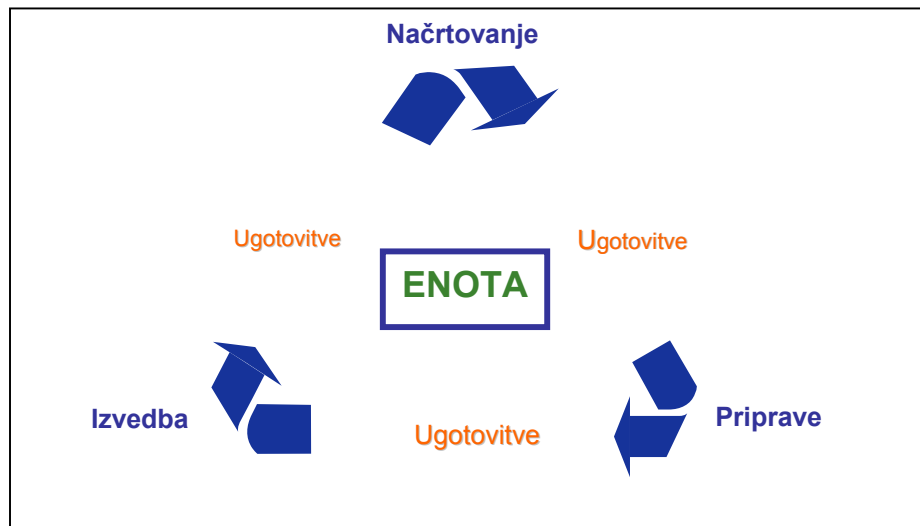 Načrtovanje
Ugotovitve
Ugotovitve
ENOTA
Izvedba
Ugotovitve
Priprave